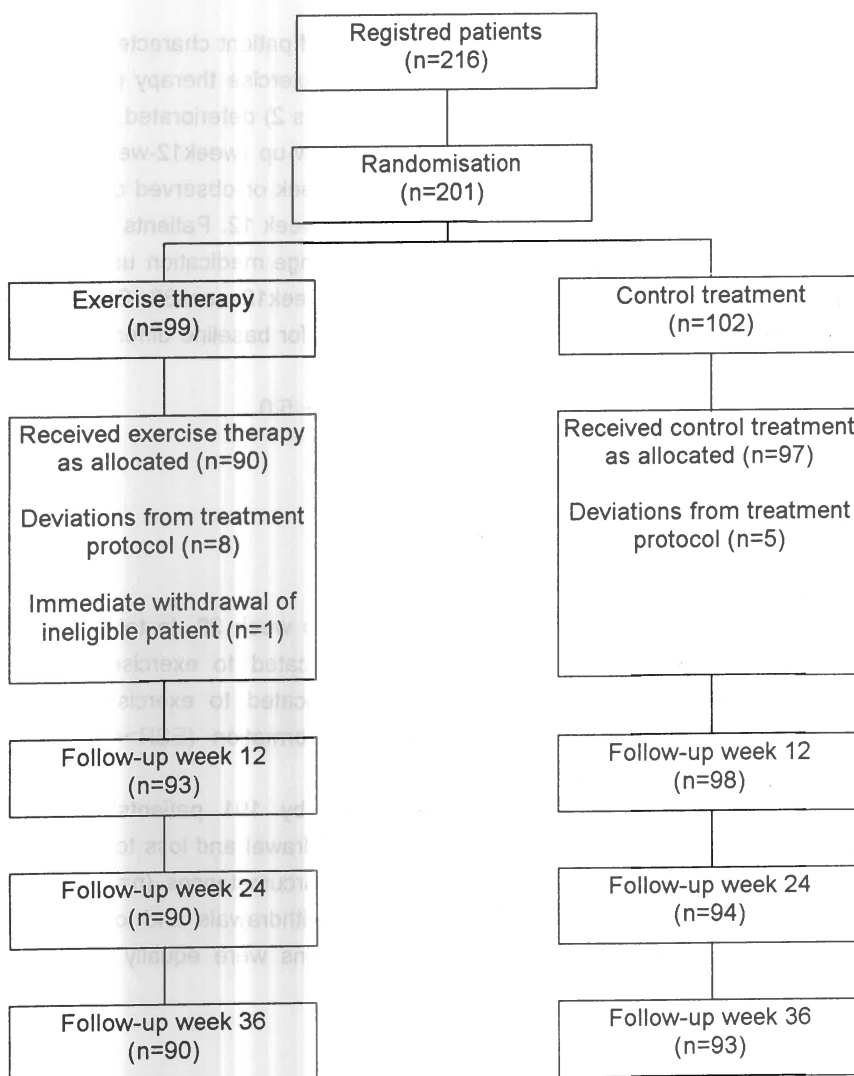 Registred patients
(n=216)
Randomisation
(n=201)
Exercise therapy
(n=99)
Control treatment
(n=102)
Received exercise therapy
as allocated (n=90)
Deviations from treatment
protocol (n=8)
Immediate withdrawal of
ineligible patient (n=1)
Received control treatment
as allocated (n=97)
Deviations from treatment
protocol (n=5)
Follow-up week 12
(n=93)
Follow-up week 12
(n=98)
Follow-up week 24
(n=90)
Follow-up week 24
(n=94)
Follow-up week 36
(n=90)
Follow-up week 36
(n=93)